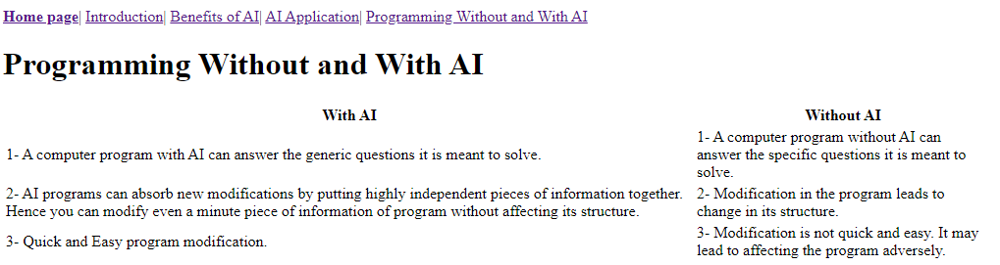 Home page| Introduction| Benefits of AI| AI Application| Programming Without and With AI
Programming Without and With AI
With AI
Without AI
1- A computer program with AI can answer the generic questions it is meant to solve.
1- A computer program without AI can
answer the specific questions it is meant to
solve.
2- AI programs can absorb new modifications by putting highly independent pieces of information together.
Hence you can modify even a minute piece of information of program without affecting its structure.
2- Modification in the program leads to
change in its structure.
3- Quick and Easy program modification.
3- Modification is not quick and easy. It may
lead to affecting the program adversely.